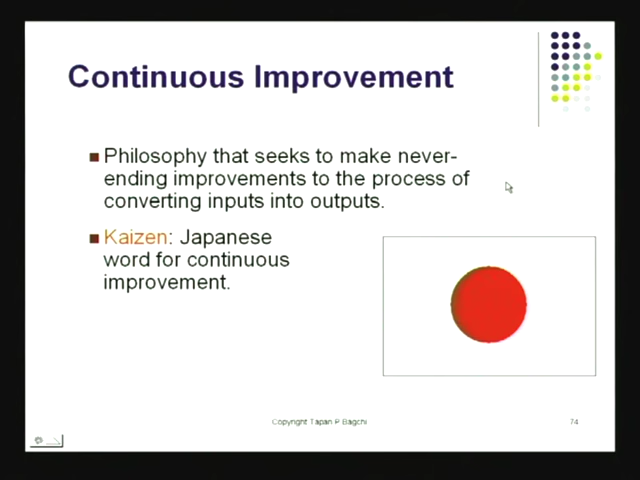 Continuous Improvement
Philosophy that seeks to make never-
ending improvements to the process of
converting inputs into outputs.
Kaizen: Japanese
word for continuous
improvement.
Copyright Tapan P Bagchi
74